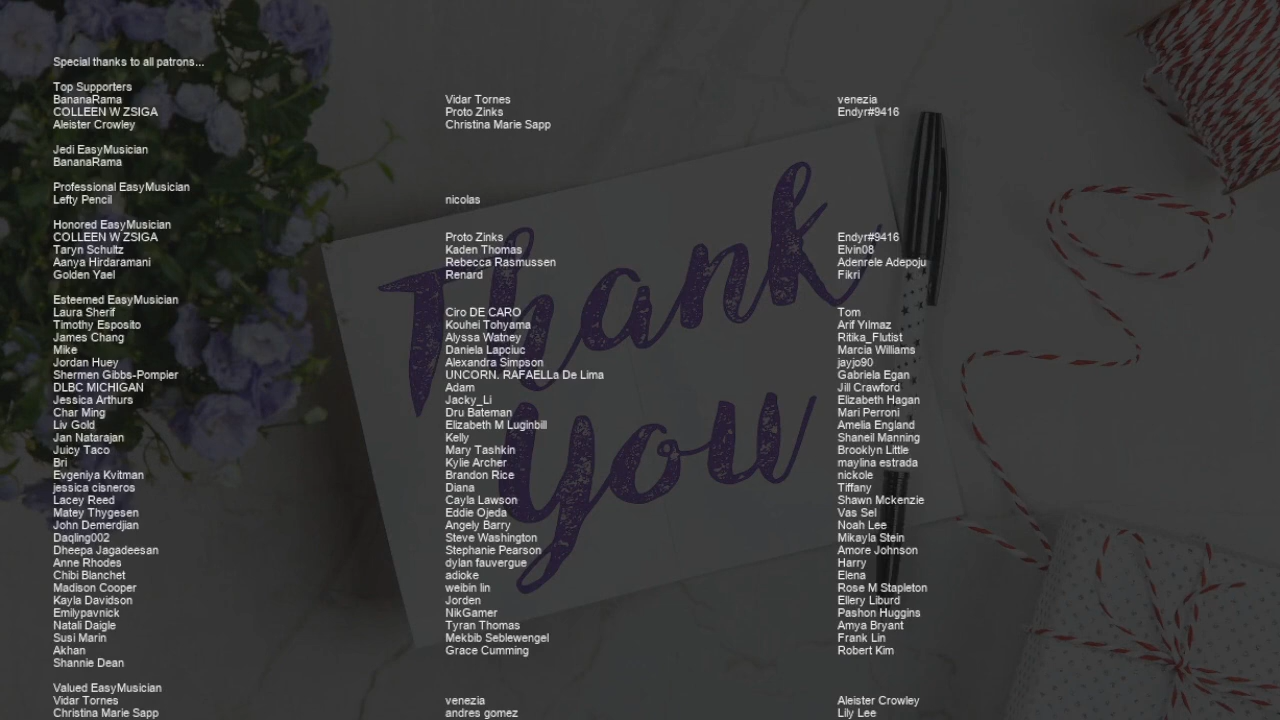 Special thanks to all patrons...
Top Supporters
BananaRama Vidar Tornes venezia
COLLEEN W ZSIGA Proto Zinks Endyr#9416
Aleister Crowley Christina Marie Sapp
Jedi EasyMusician
BananaRama
Professional EasyMusician
Lefty Pencil nicolas
Honored EasyMusician
COLLEEN W ZSIGA Proto Zinks Endyr#9416
Taryn Schultz Kaden Thomas Elvin08
Aanya Hirdaramani Rebecca Rasmussen Adenrele Adepoju
Golden Yael Renard Fikri
Esteemed EasyMusician
Laura Sherif Ciro DE CARO Tom
Timothy Esposito Kouhei Tohyama Arif Yılmaz
James Chang Alyssa Watney Ritika_Flutist
Mike Daniela Lapciuc Marcia Williams
Jordan Huey Alexandra Simpson jayjo90
Shermen Gibbs-Pompier UNCORN. RAFAELLa De Lima Gabriela Egan
DLBC MICHIGAN Adam Jill Crawford
Jessica Arthurs Jacky_Li Elizabeth Hagan
Char Ming Dru Bateman Mari Perroni
Liv Gold Elizabeth M Luginbill Amelia England
Jan Natarajan Kelly Shaneil Manning
Juicy Taco Mary Tashkin Brooklyn Little
Bri Kylie Archer maylina estrada
Evgeniya Kvitman Brandon Rice nickole
jessica cisneros Diana Tiffany
Lacey Reed Cayla Lawson Shawn Mckenzie
Matey Thygesen Eddie Ojeda Vas Sel
John Demerdjian Angely Barry Noah Lee
Daqling002 Steve Washington Mikayla Stein
Dheepa Jagadeesan Stephanie Pearson Amore Johnson
Anne Rhodes dylan fauvergue Harry
Chibi Blanchet adioke Elena
Madison Cooper weibin lin Rose M Stapleton
Kayla Davidson Jorden Ellery Liburd
Emilypavnick NikGamer Pashon Huggins
Natali Daigle Tyran Thomas Amya Bryant
Susi Marin Mekbib Seblewengel Frank Lin
Akhan Grace Cumming Robert Kim
Shannie Dean
Valued EasyMusician
Vidar Tornes venezia Aleister Crowley
Christina Marie Sapp andres gomez Lily Lee
Thank
you